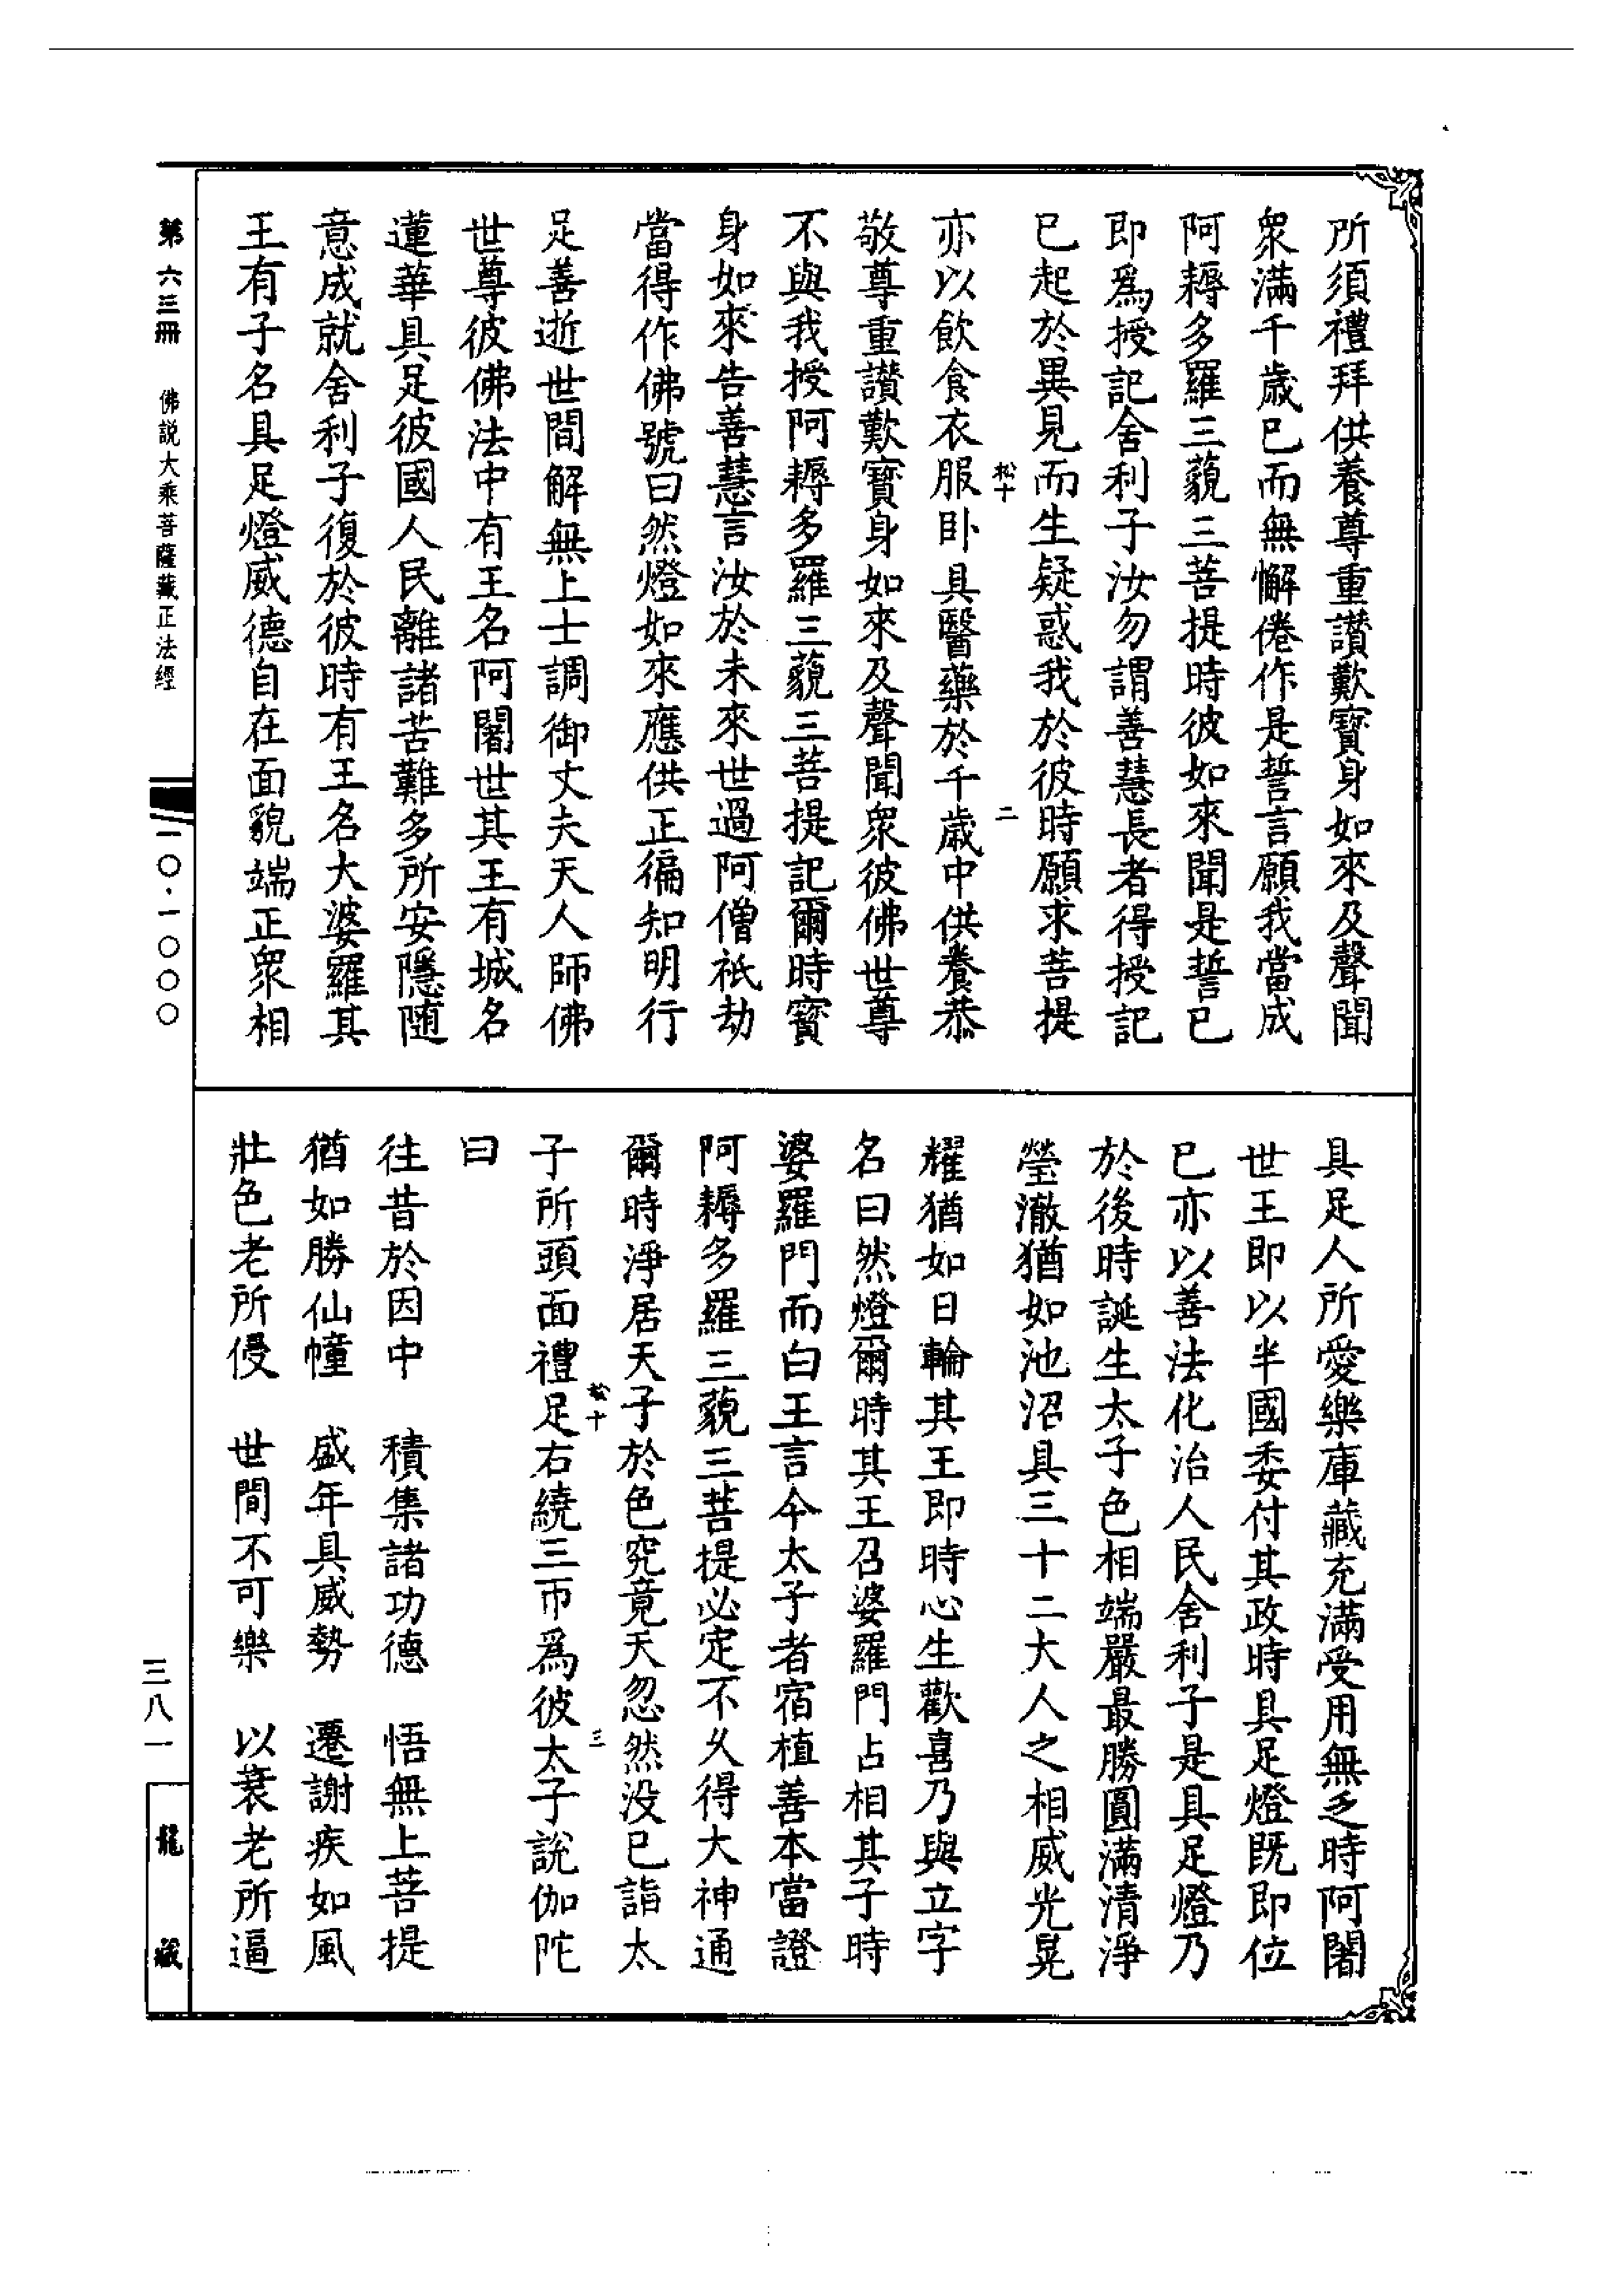 所須禮拜供養尊重讃歎寳身如來及聲聞
衆滿千歲已而無懈倦作是誓言願我當成
阿耨多羅三藐三菩提時彼如來聞是誓已
即爲授記舍利子汝勿謂善慧長者得授記
已起於異見而生疑惑我於彼時願求菩提
松十
二
亦以飲食衣服卧具醫藥於千歲中供養恭
敬尊重讃歎寳身如來及聲聞衆彼佛世尊
不與我授阿耨多羅三藐三菩提記爾時寳
身如來告善慧言汝於未來世過阿僧祇劫
當得作佛號曰然燈如來應供正徧知明行
足善逝世間解無上士調御丈夫天人師佛
世尊彼佛法中有王名阿闍世其王有城名
蓮華具足彼國人民離諸苦難多所安隱隨
意成就舍利子復於彼時有王名大婆羅其
王有子名具足燈威德自在面貌端正衆相
具足人所愛樂庫藏充滿受用無乏時阿闍
世王即以半國委付其政時具足燈既即位
已亦以善法化治人民舍利子是具足燈乃
於後時誕生太子色相端嚴最勝圓滿清淨
瑩澈猶如池沼具三十二大人之相威光晃
耀猶如日輪其王即時心生歡喜乃與立字
名曰然燈爾時其王召婆羅門占相其子時
婆羅門而白王言今太子者宿植善本當證
阿耨多羅三藐三菩提必定不久得大神通
爾時淨居天子於色究竟天忽然没已詣太
松十
三
子所頭面禮足右繞三帀爲彼太子說伽陀
曰
往昔於因中　積集諸功德　悟無上菩提
猶如勝仙幢　盛年具威勢　遷謝疾如風
壯色老所侵　世間不可樂　以衰老所逼
第六三冊　佛説大乘菩薩藏正法經
一〇·一〇〇〇
三八一
龍藏